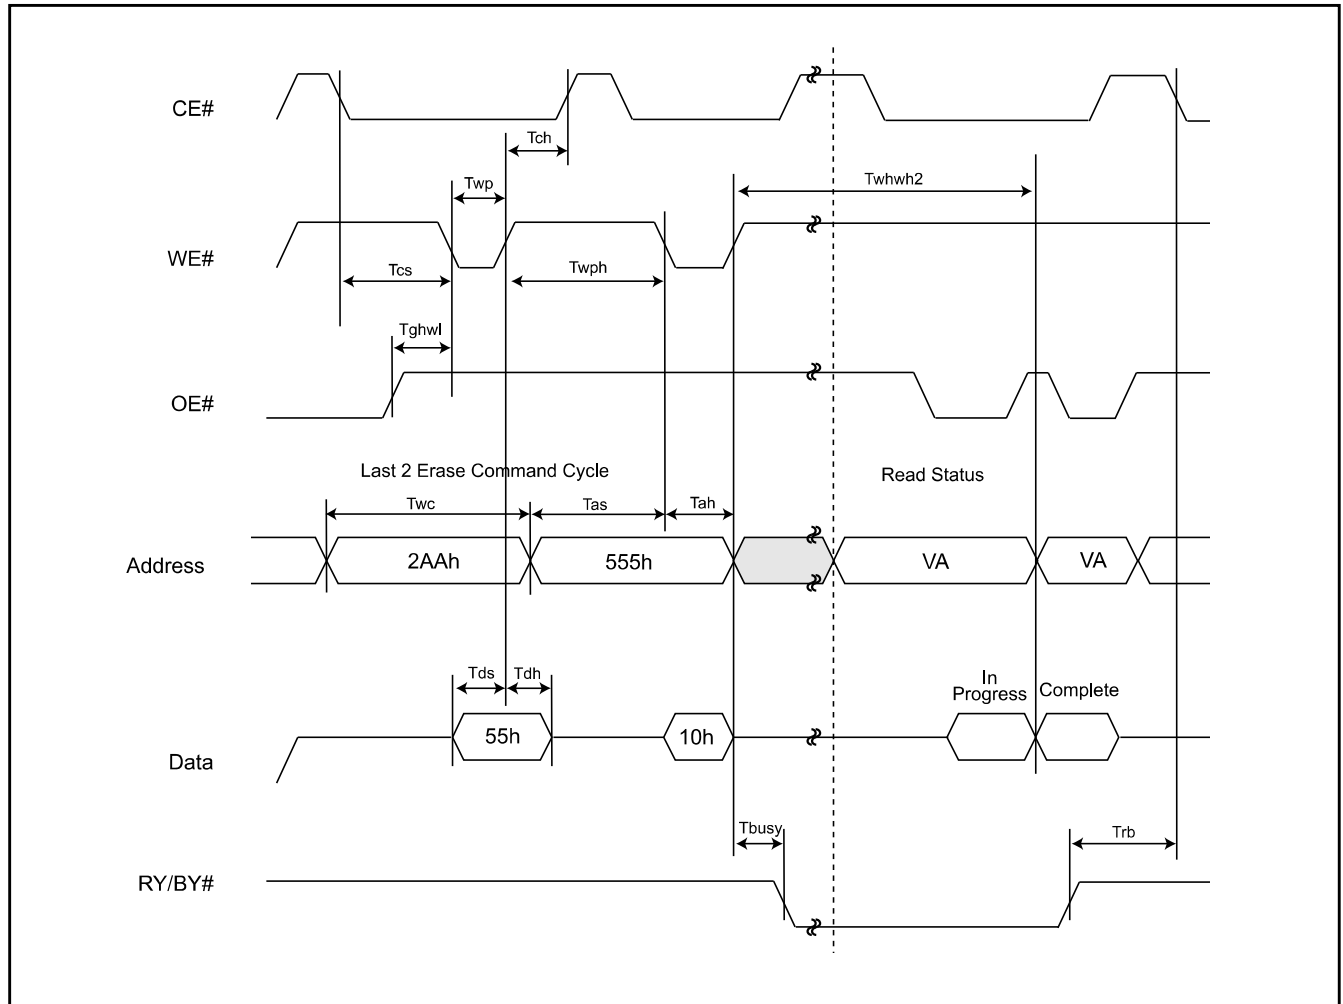 CE#
Tch
Twp
Twhwh2
WE#
Tcs
Twph
Tghwl
OE#
Last 2 Erase Command Cycle
Read Status
Twc
Tas
Tah
Address
2AAh
555h
VA
VA
Tds
Tdh
In
Progress
Complete
Data
55h
10h
Tbusy
Trb
RY/BY#